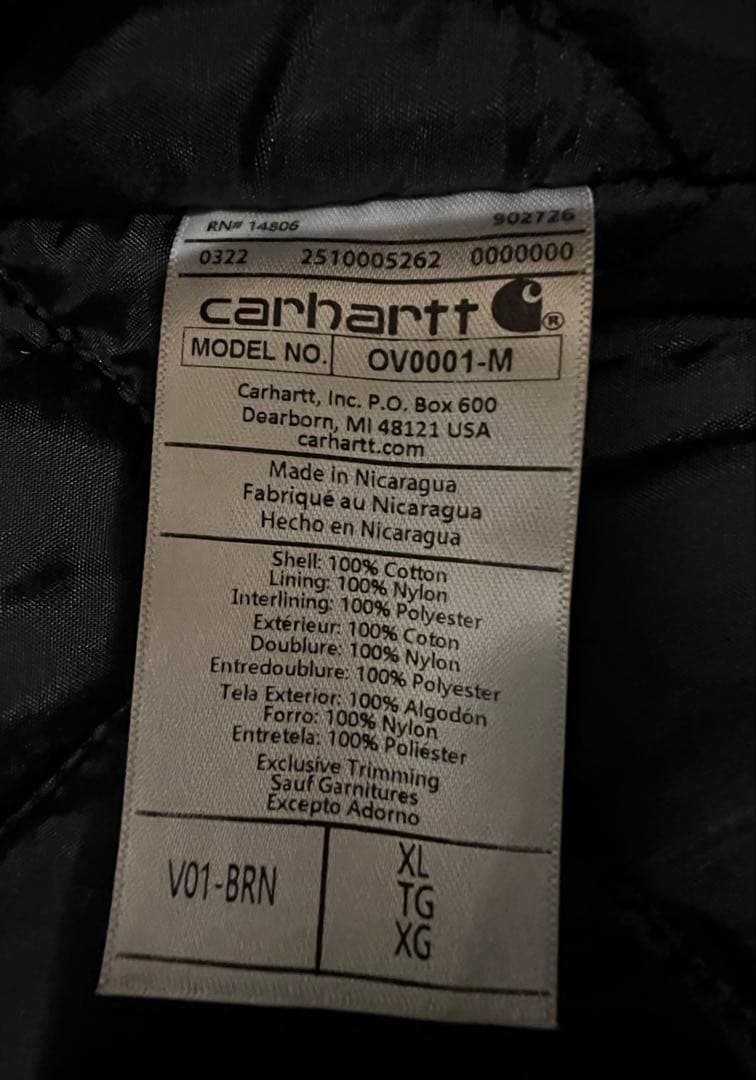 RN# 14806 902726
0322 2510005262 0000000
carhartt ®
MODEL NO. OV0001-M
Carhartt, Inc. P.O. Box 600
Dearborn, MI 48121 USA
carhartt.com
Made in Nicaragua
Fabriqué au Nicaragua
Hecho en Nicaragua
Shell: 100% Cotton
Lining: 100% Nylon
Interlining: 100% Polyester
Extérieur: 100% Coton
Doublure: 100% Nylon
Entredoublure: 100% Polyester
Tela Exterior: 100% Algodón
Forro: 100% Nylon
Entretela: 100% Poliéster
Exclusive Trimming
Sauf Garnitures
Excepto Adorno
V01-BRN
XL
TG
XG